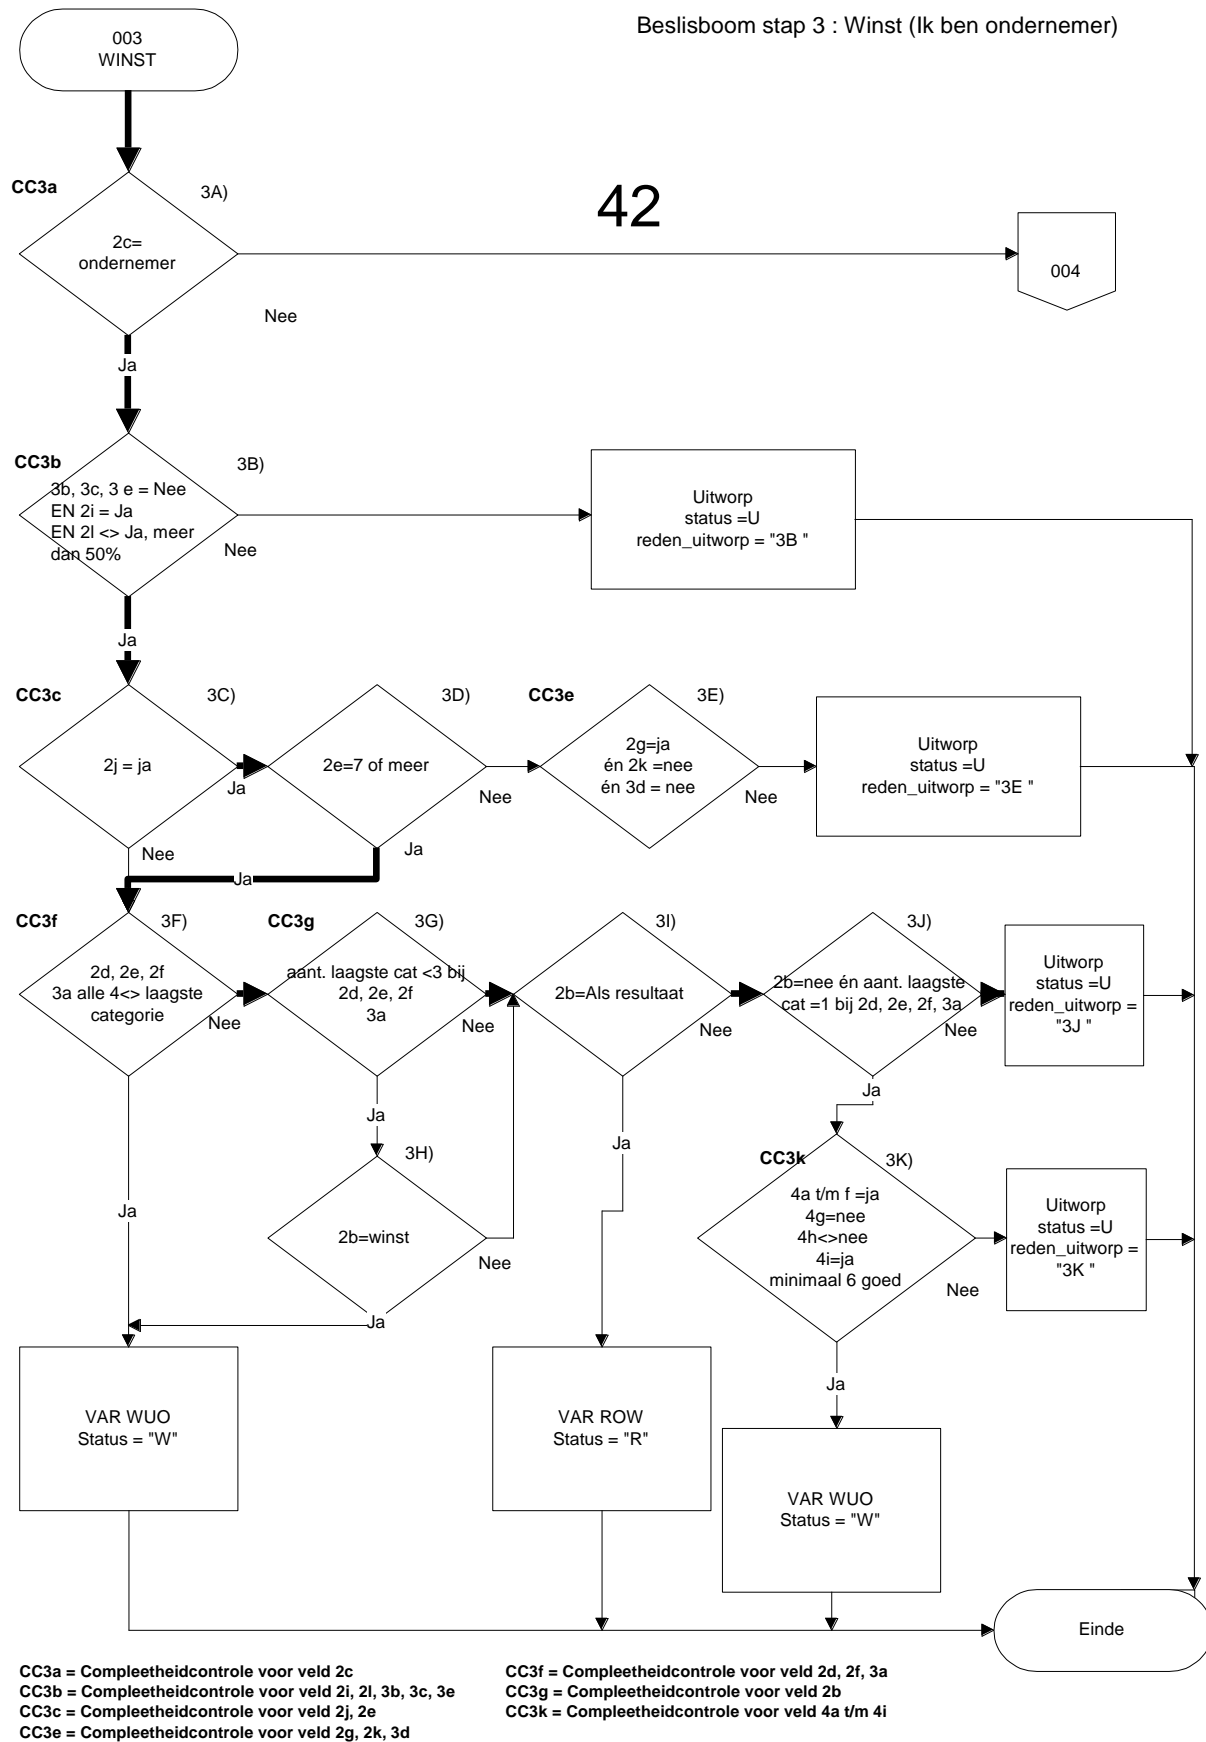 Beslisboom stap 3 : Winst (Ik ben ondernemer)
003
WINST
CC3a
3A)
42
2c=
ondernemer
004
Nee
Ja
CC3b
3B)
3b, 3c, 3 e = Nee
EN 2i = Ja
EN 2l <> Ja, meer
dan 50%
Nee
Uitworp
status =U
reden_uitworp = "3B "
Ja
CC3c
3C)
3D)
CC3e
3E)
2j = ja
Ja
2e=7 of meer
Nee
2g=ja
én 2k =nee
én 3d = nee
Nee
Uitworp
status =U
reden_uitworp = "3E "
Nee
Ja
Ja
CC3f
3F)
CC3g
3G)
3I)
3J)
2d, 2e, 2f
3a alle 4<> laagste
categorie
Nee
aant. laagste cat <3 bij
2d, 2e, 2f
3a
Nee
2b=Als resultaat
Nee
2b=nee én aant. laagste
cat =1 bij 2d, 2e, 2f, 3a
Nee
Uitworp
status =U
reden_uitworp =
"3J "
Ja
Ja
Ja
3H)
CC3k
3K)
Ja
2b=winst
Nee
4a t/m f =ja
4g=nee
4h<>nee
4i=ja
minimaal 6 goed
Nee
Uitworp
status =U
reden_uitworp =
"3K "
Ja
Ja
VAR WUO
Status = "W"
VAR ROW
Status = "R"
VAR WUO
Status = "W"
Einde
CC3a = Compleetheidcontrole voor veld 2c
CC3b = Compleetheidcontrole voor veld 2i, 2l, 3b, 3c, 3e
CC3c = Compleetheidcontrole voor veld 2j, 2e
CC3e = Compleetheidcontrole voor veld 2g, 2k, 3d
CC3f = Compleetheidcontrole voor veld 2d, 2f, 3a
CC3g = Compleetheidcontrole voor veld 2b
CC3k = Compleetheidcontrole voor veld 4a t/m 4i